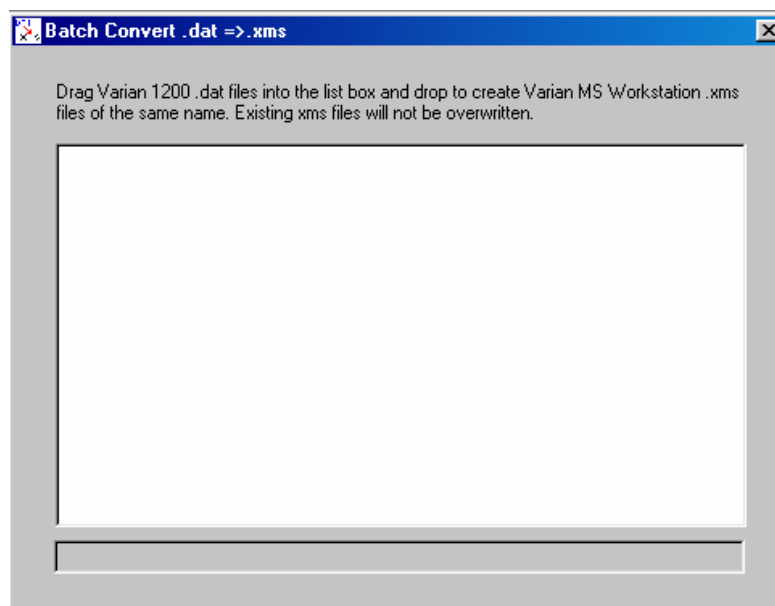 Batch Convert .dat =>.xms
Drag Varian 1200 .dat files into the list box and drop to create Varian MS Workstation .xms
files of the same name. Existing xms files will not be overwritten.